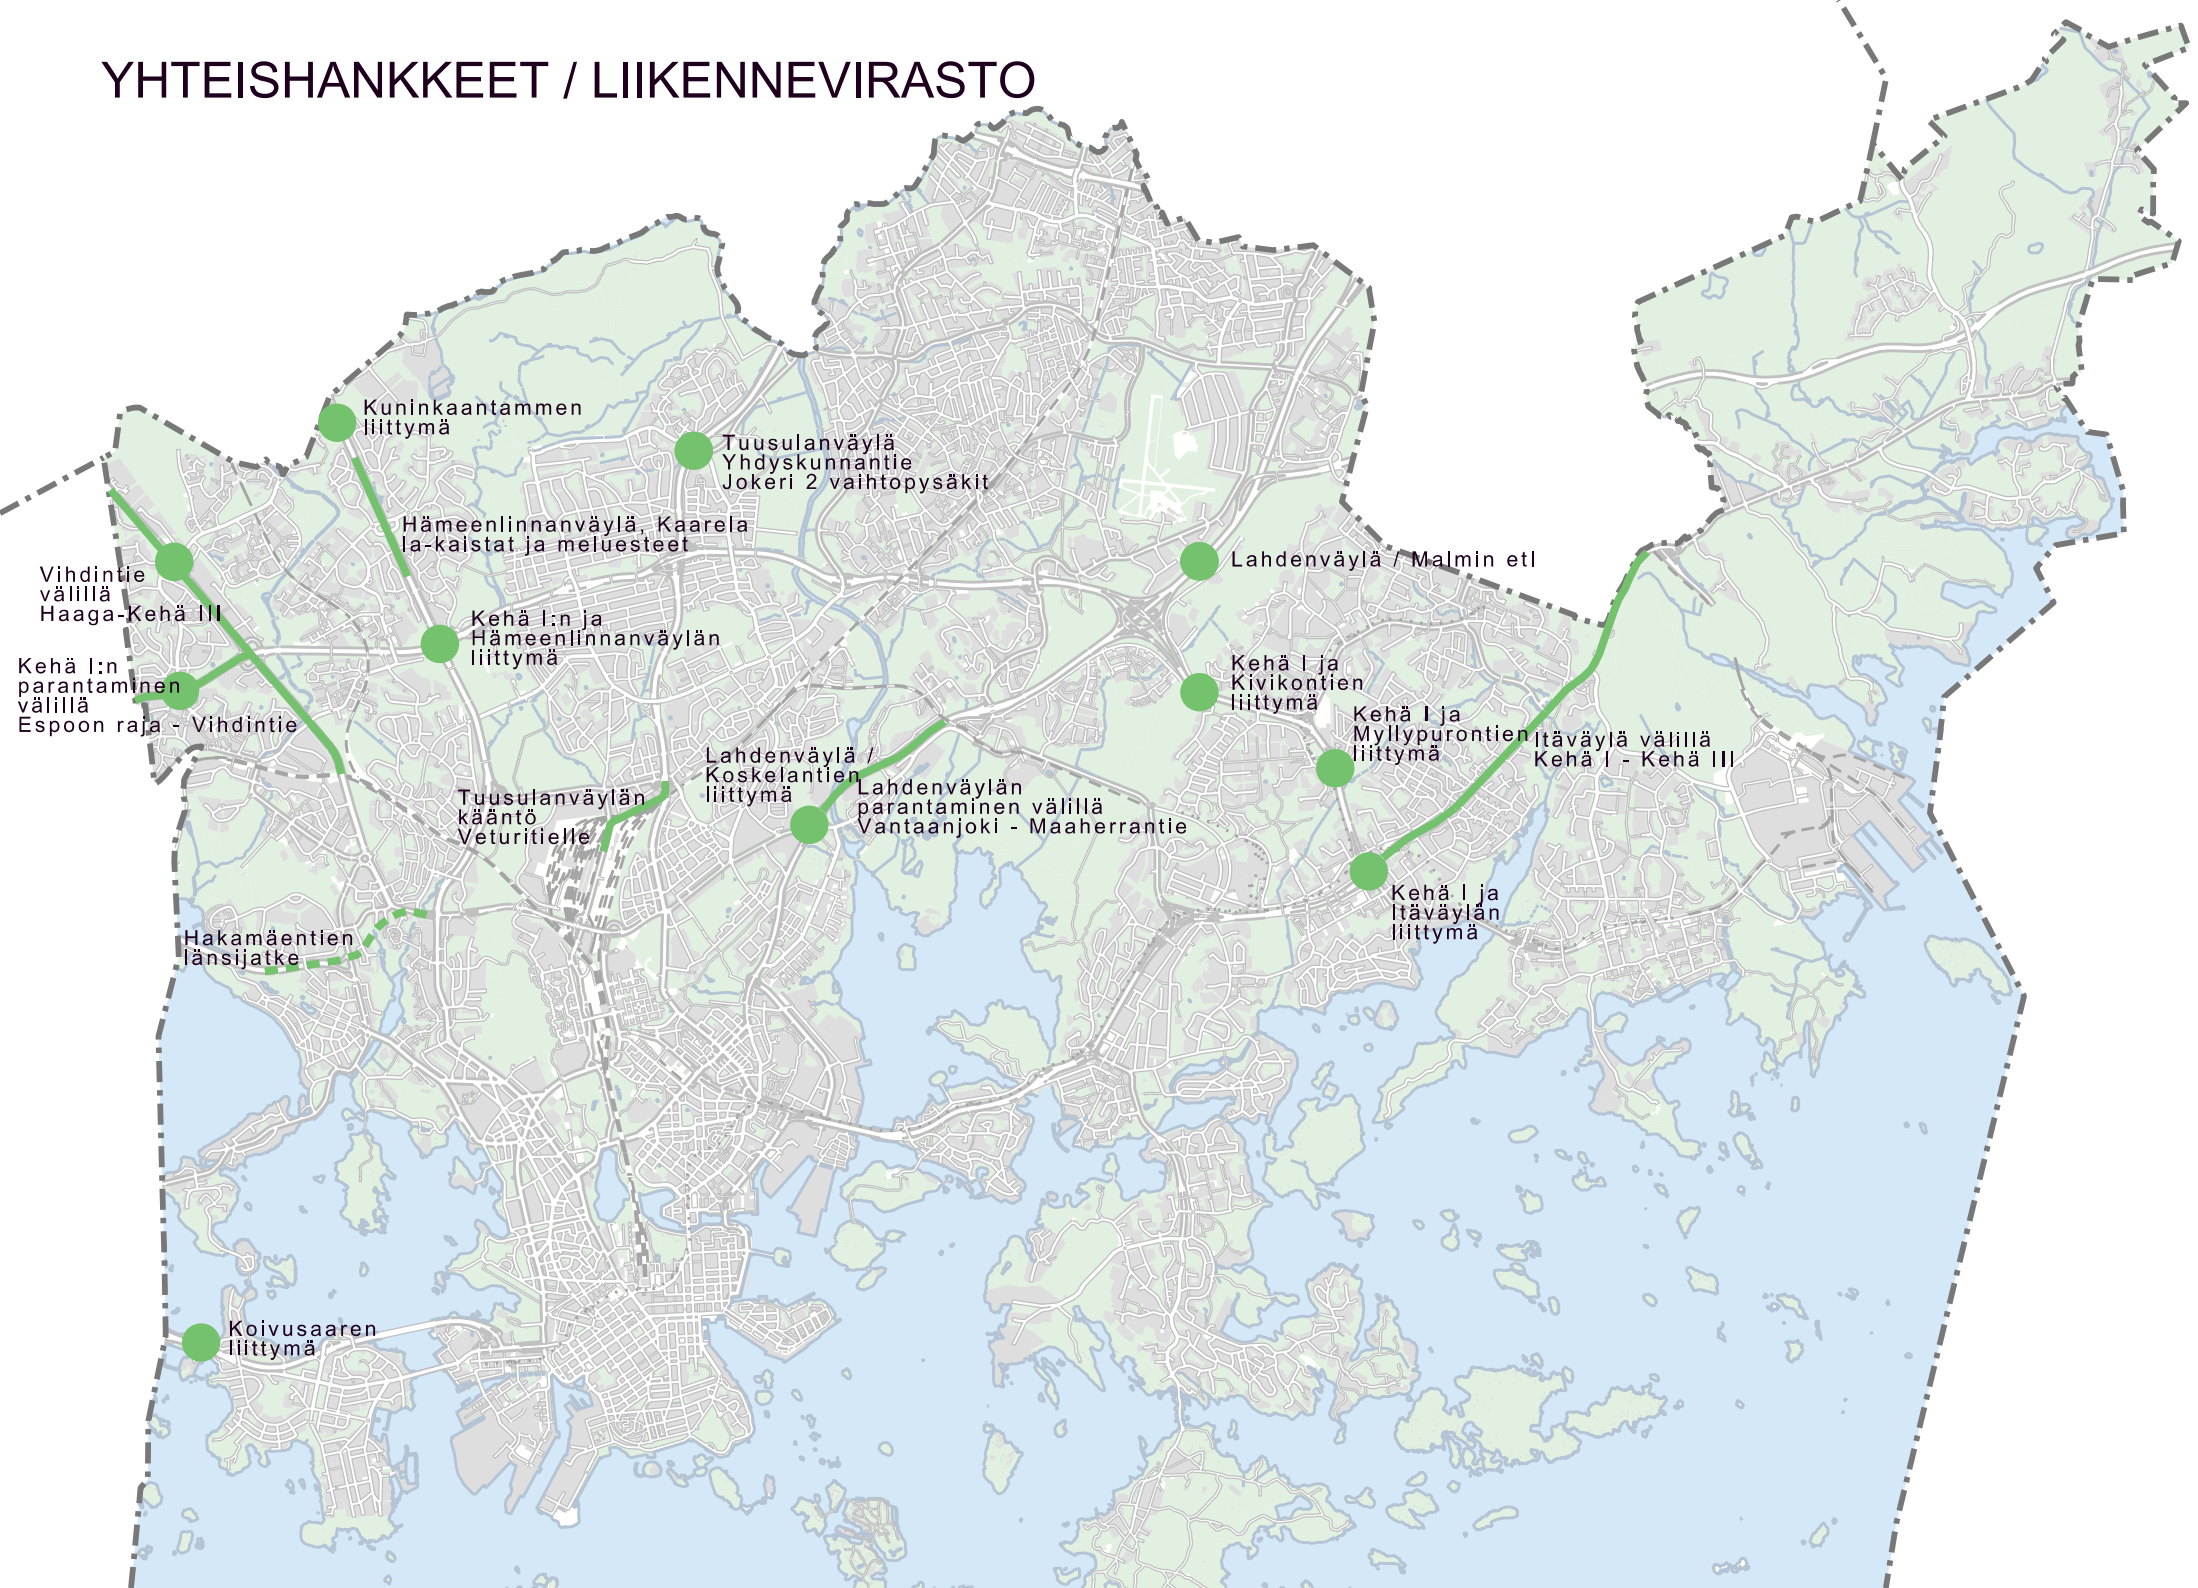 YHTEISHANKKEET / LIIKENNEVIRASTO
Kuninkaantammen
liittymä
Tuusulanväylä
Yhdyskunnantie
Jokeri 2 vaihtopysäkit
Hämeenlinnanväylä, Kaarela
la-kaistat ja meluesteet
Lahdenväylä / Malmin etl
Vihdintie
välillä
Haaga-Kehä III
Kehä I:n ja
Hämeenlinnanväylän
liittymä
Kehä I:n
parantaminen
välillä
Espoon raja - Vihdintie
Kehä I ja
Kivikontien
liittymä
Kehä I ja
Myllypurontien
liittymä
Itäväylä välillä
Kehä I - Kehä III
Lahdenväylä /
Koskelantien
liittymä
Tuusulanväylän
kääntö
Veturitielle
Lahdenväylän
parantaminen välillä
Vantaanjoki - Maaherrantie
Kehä I ja
Itäväylän
liittymä
Hakamäentien
länsijatke
Koivusaaren
liittymä